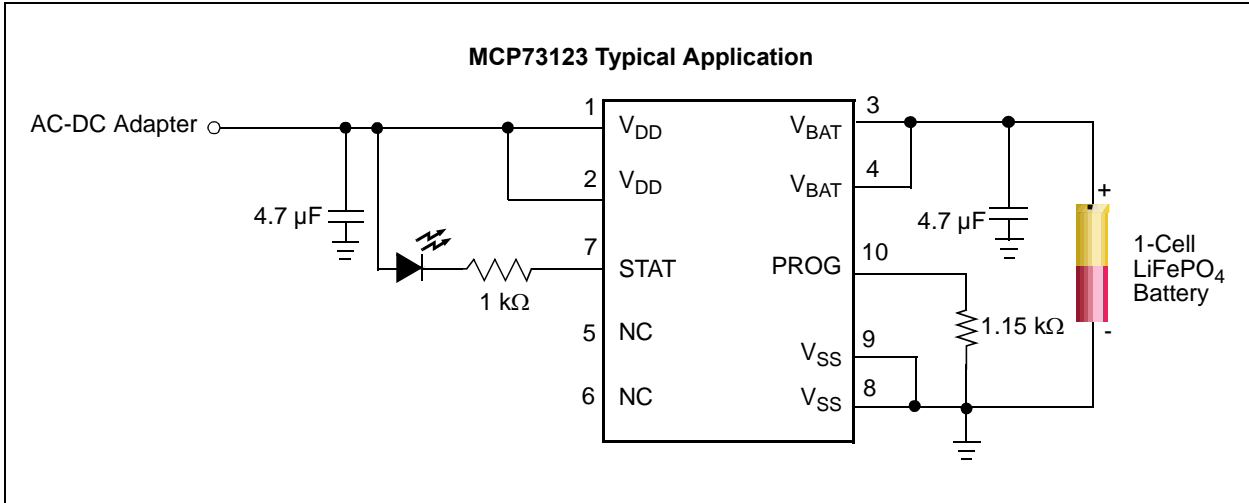 MCP73123 Typical Application
AC-DC Adapter
4.7 µF
1 kΩ
1
2
7
5
6
VDD
VDD
STAT
NC
NC
VBAT
VBAT
PROG
VSS
VSS
3
4
10
9
8
4.7 µF
1.15 kΩ
+
-
1-Cell
LiFePO4
Battery